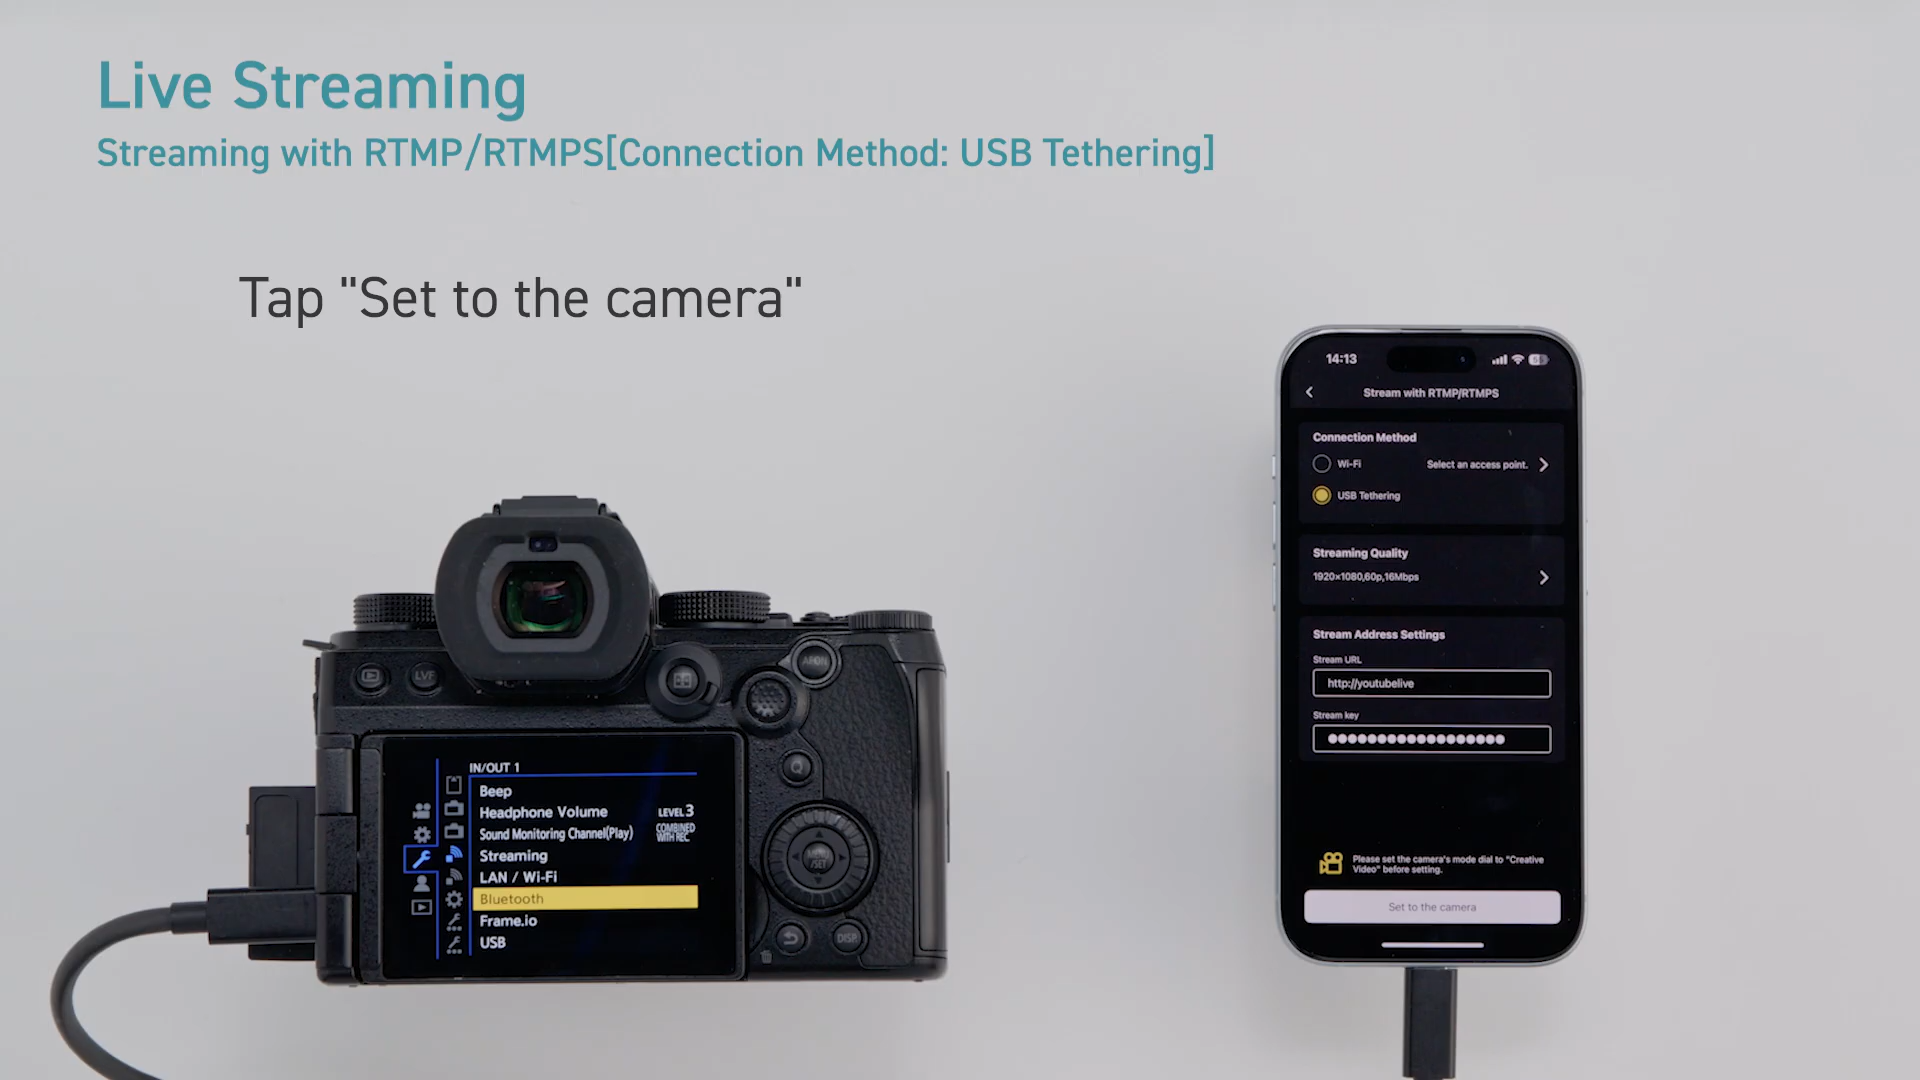 Live Streaming
Streaming with RTMP/RTMPS[Connection Method: USB Tethering]
Tap "Set to the camera"
14:13
Stream with RTMP/RTMPS
Connection Method
Wi-Fi
Select an access point.
USB Tethering
Streaming Quality
1920×1080,60p,16Mbps
Stream Address Settings
Stream URL
http://youtubelive
Stream key
Please set the camera's mode dial to "Creative
Video" before setting.
Set to the camera
LVF
AF ON
Q
MENU
/SET
DISP.
IN/OUT 1
Beep
Headphone Volume LEVEL3
Sound Monitoring Channel(Play) COMBINED
WITH REC
Streaming
LAN / Wi-Fi
Bluetooth
Frame.io
USB